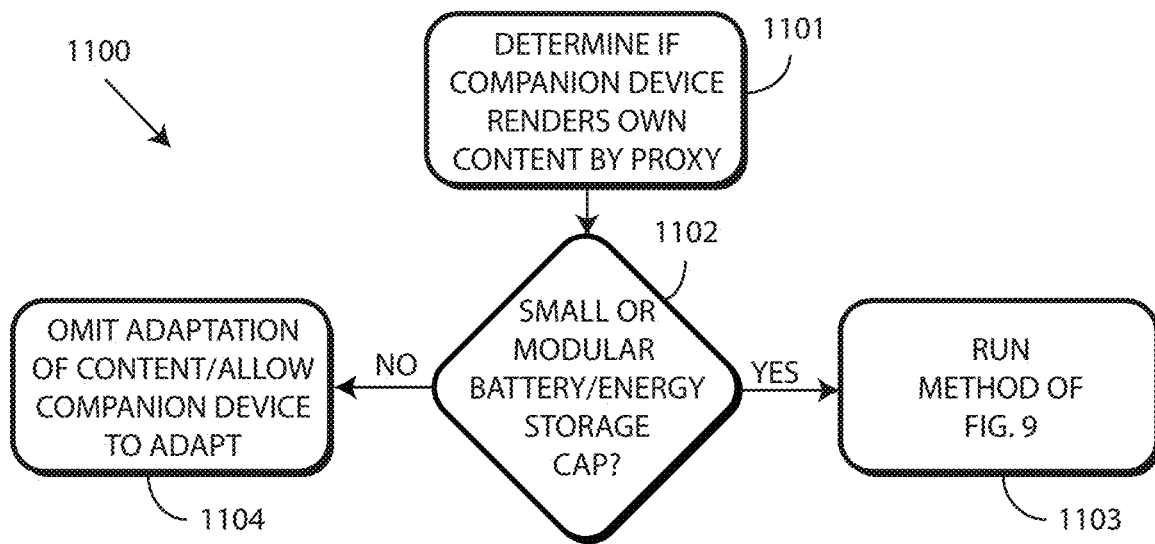 1100
DETERMINE IF
COMPANION DEVICE
RENDERS OWN
CONTENT BY PROXY
1101
1102
SMALL OR
MODULAR
BATTERY/ENERGY
STORAGE
CAP?
NO
YES
OMIT ADAPTATION
OF CONTENT/ALLOW
COMPANION DEVICE
TO ADAPT
1104
RUN
METHOD OF
FIG. 9
1103